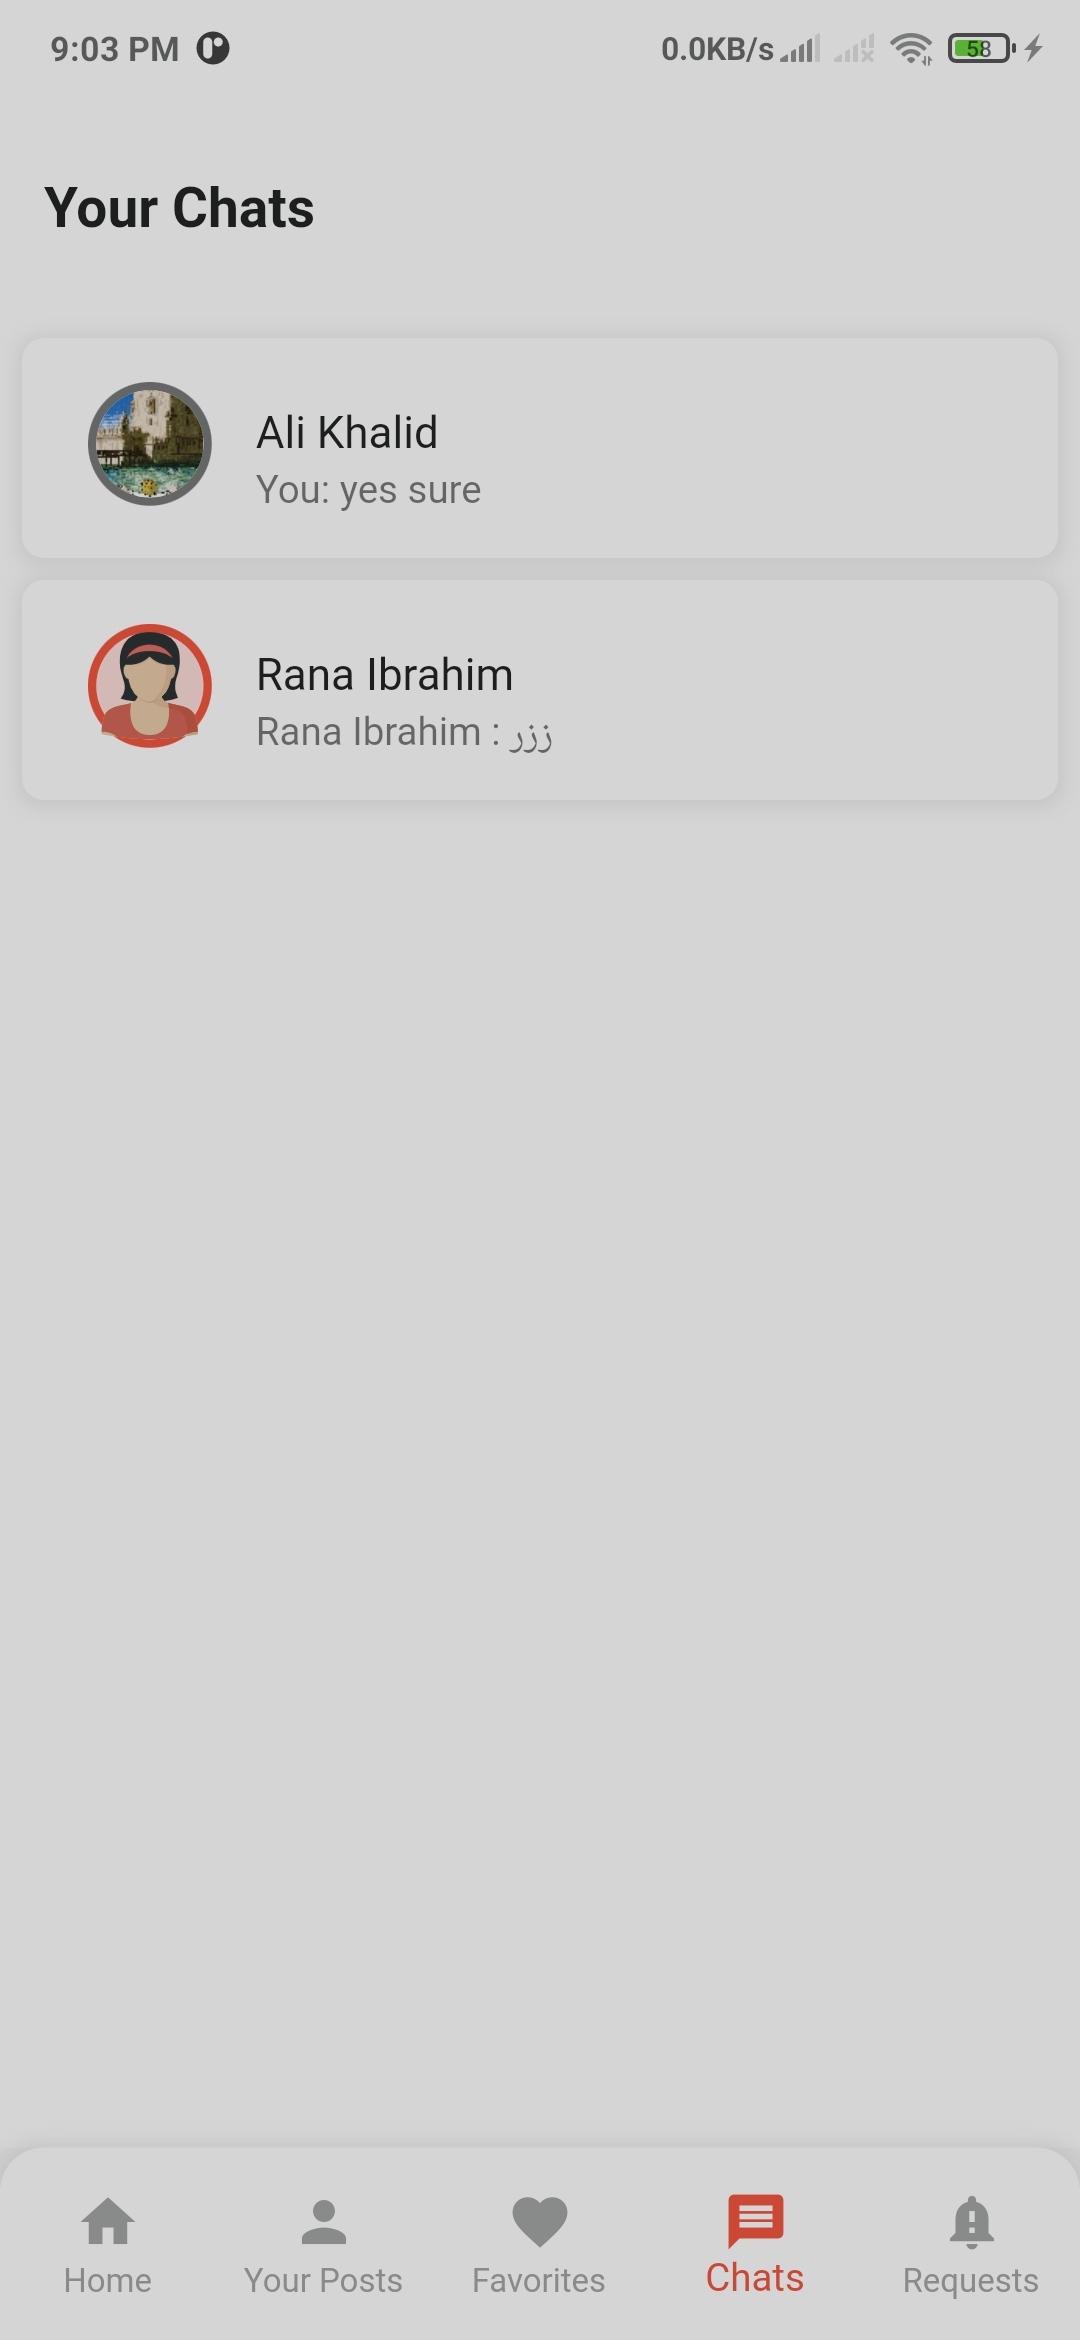 9:03 PM 0.0KB/s 58
Your Chats
Ali Khalid
You: yes sure
Rana Ibrahim
Rana Ibrahim : ززر
Home Your Posts Favorites Chats Requests